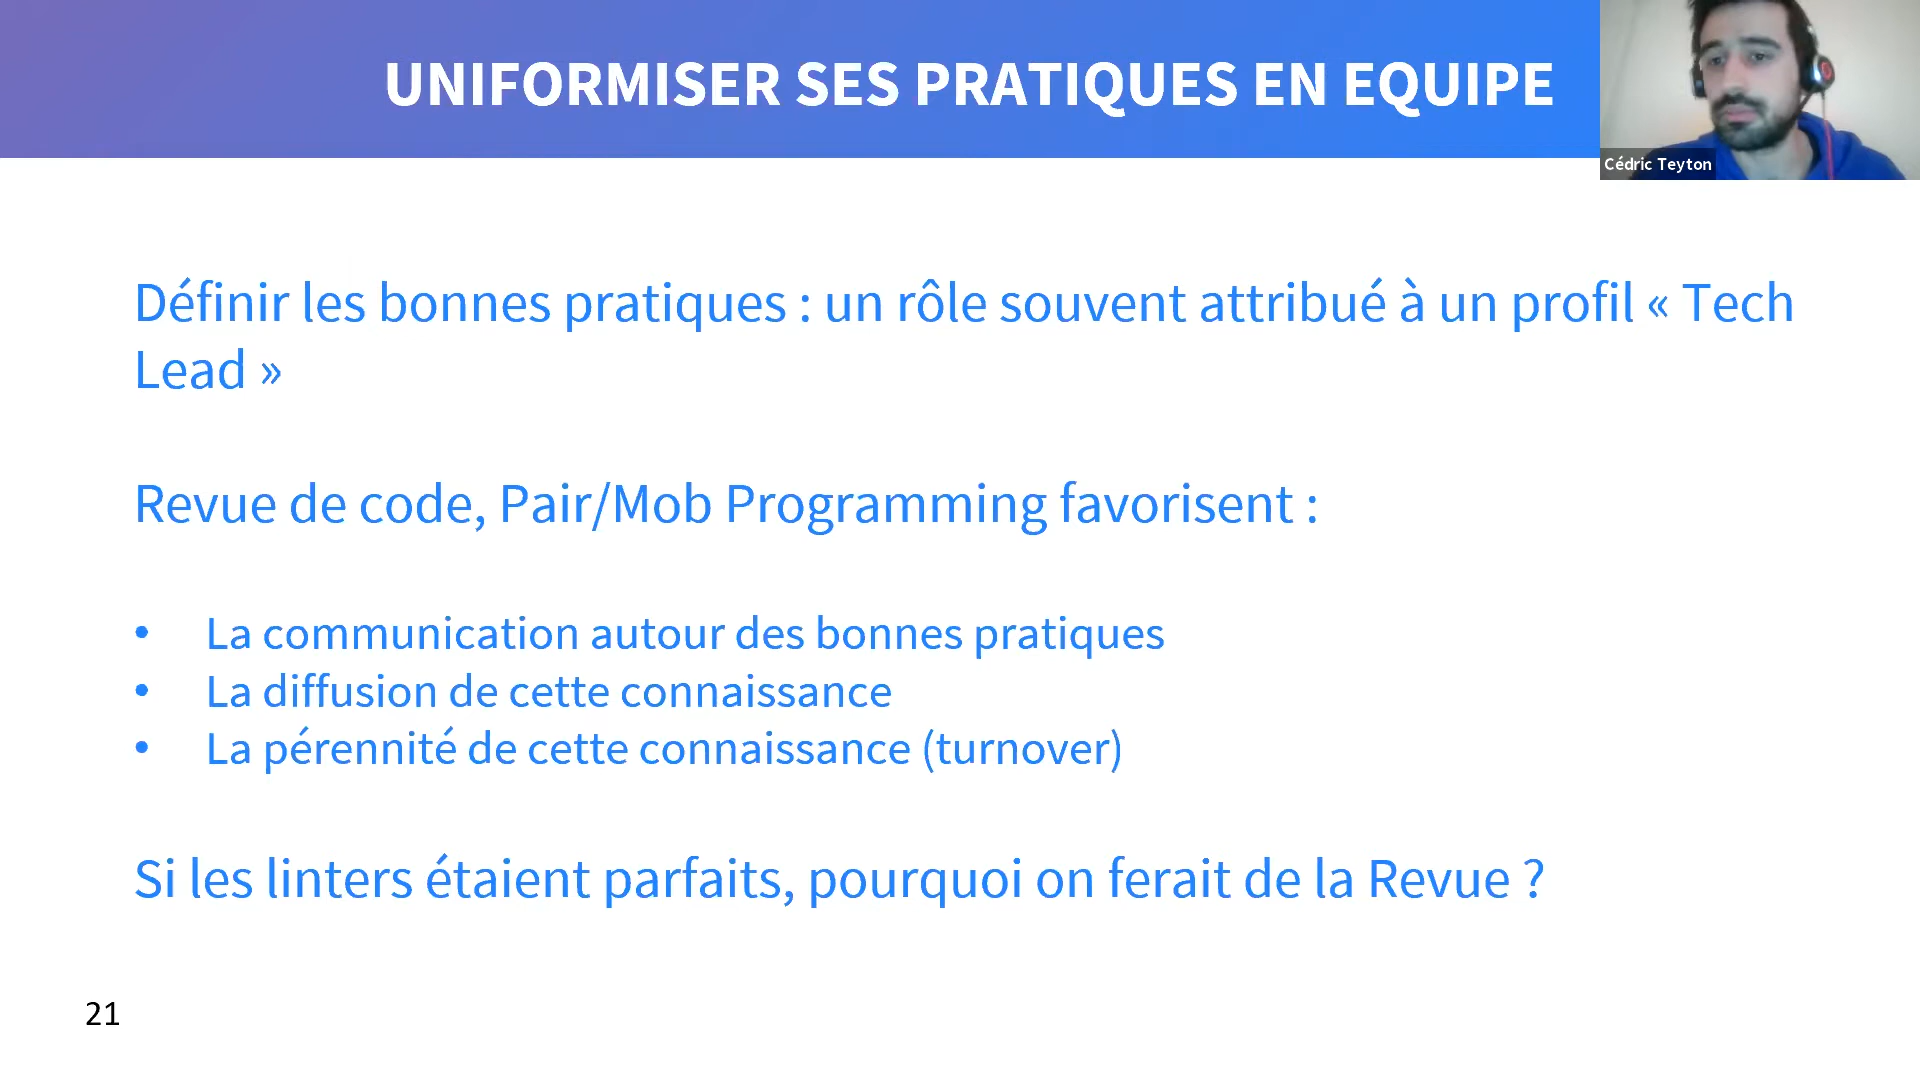 UNIFORMISER SES PRATIQUES EN EQUIPE
Cédric Teyton
Définir les bonnes pratiques : un rôle souvent attribué à un profil « Tech
Lead »
Revue de code, Pair/Mob Programming favorisent :
• La communication autour des bonnes pratiques
• La diffusion de cette connaissance
• La pérennité de cette connaissance (turnover)
Si les linters étaient parfaits, pourquoi on ferait de la Revue ?
21